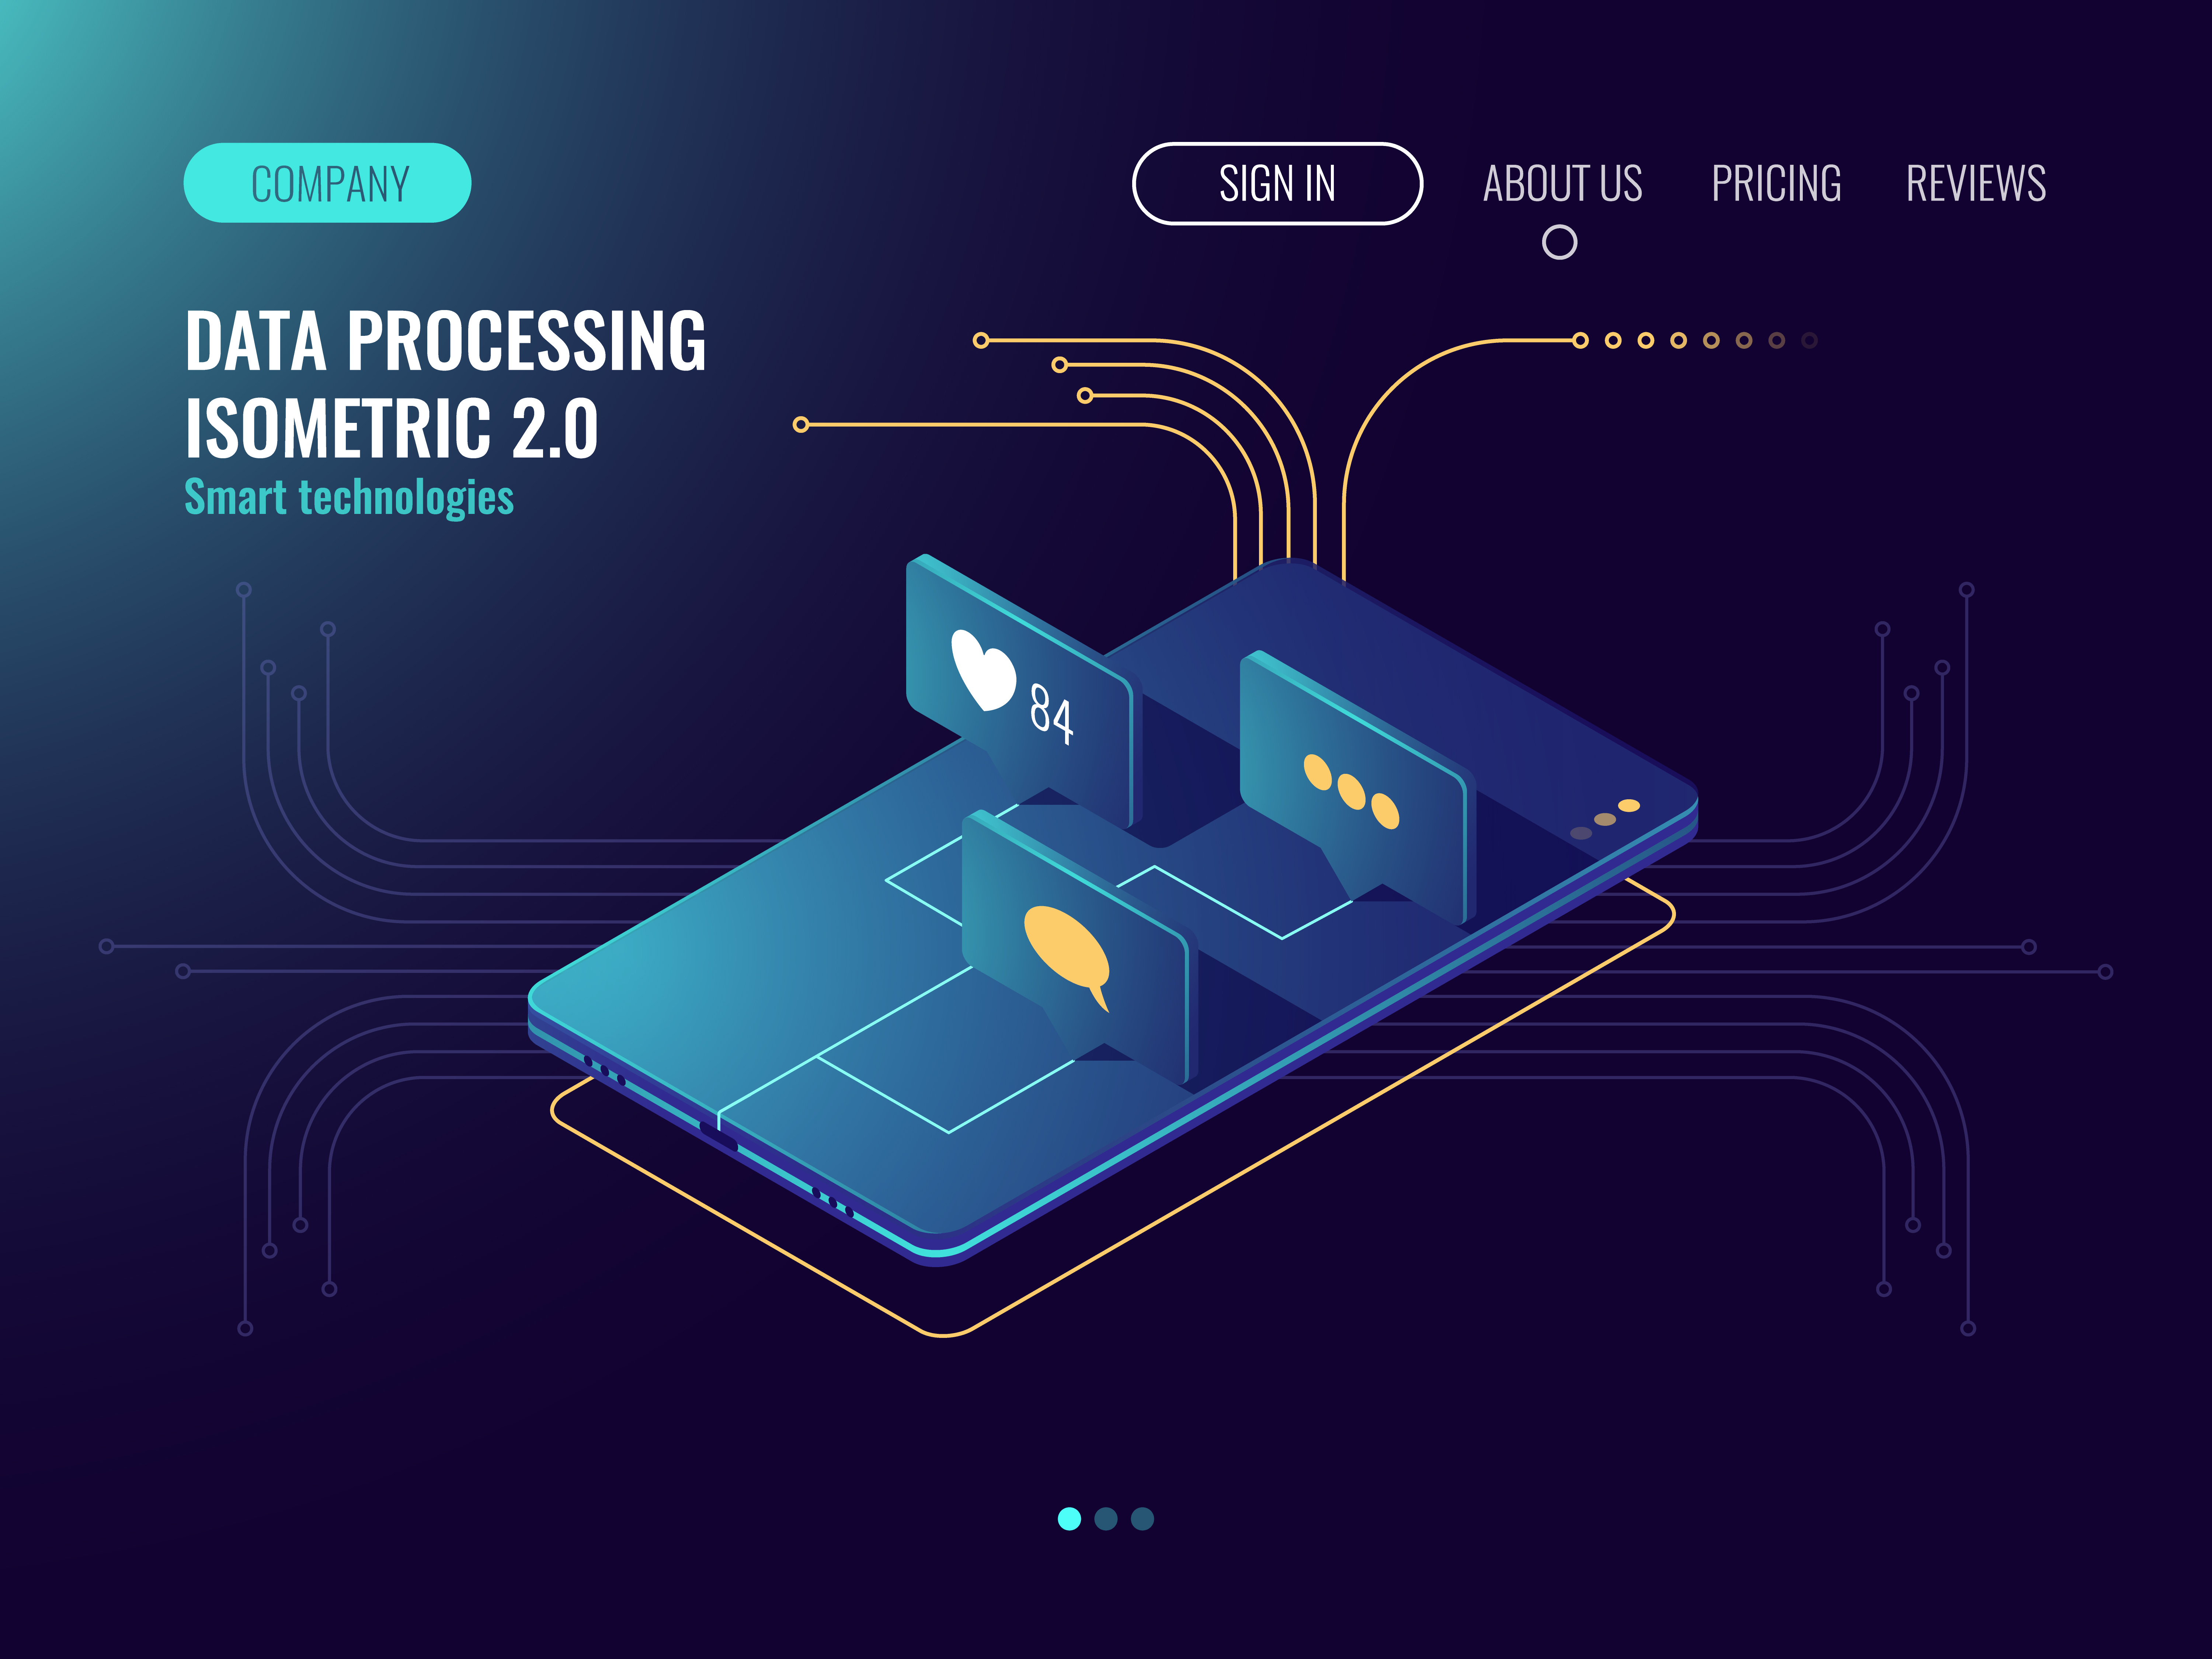 COMPANY
SIGN IN
ABOUT US
PRICING
REVIEWS
DATA PROCESSING
ISOMETRIC 2.0
Smart technologies
84